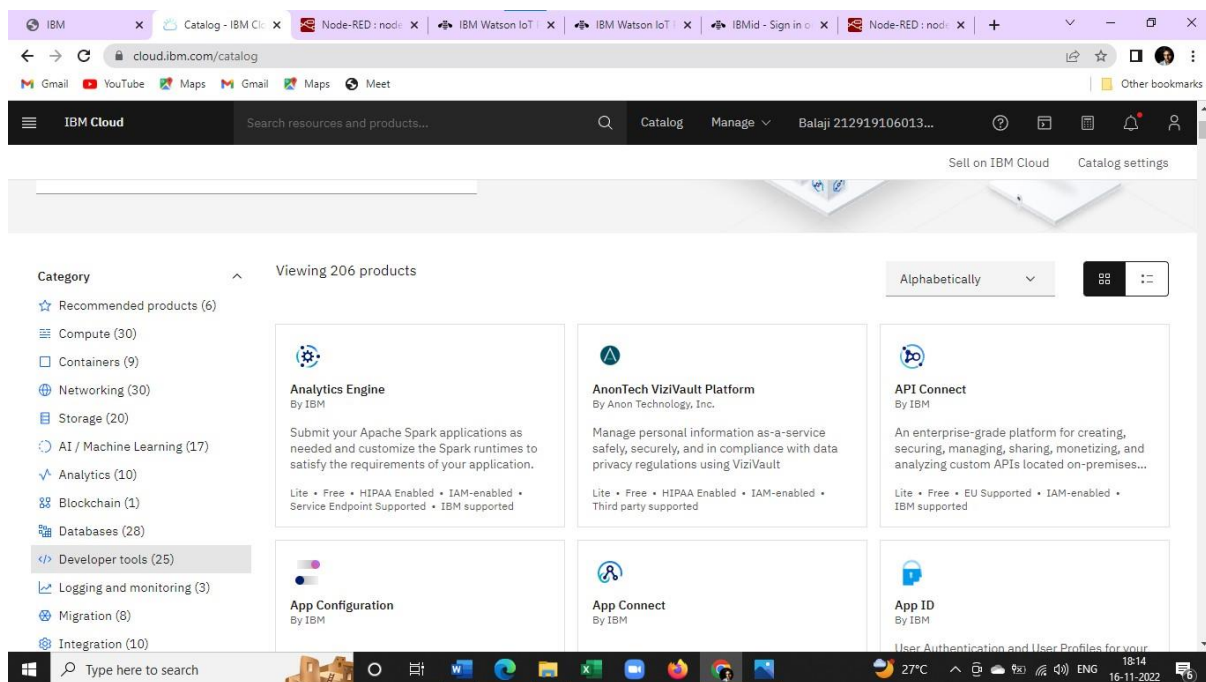 IBM
Catalog - IBM Clo
Node-RED : node
IBM Watson IoT
IBM Watson IoT
IBMid - Sign in o
Node-RED : node
cloud.ibm.com/catalog
Gmail YouTube Maps Gmail Maps Meet Other bookmarks
IBM Cloud Search resources and products... Catalog Manage Balaji 212919106013...
Sell on IBM Cloud Catalog settings
Category
Recommended products (6)
Compute (30)
Containers (9)
Networking (30)
Storage (20)
AI / Machine Learning (17)
Analytics (10)
Blockchain (1)
Databases (28)
Developer tools (25)
Logging and monitoring (3)
Migration (8)
Integration (10)
Viewing 206 products
Alphabetically
Analytics Engine
By IBM
Submit your Apache Spark applications as
needed and customize the Spark runtimes to
satisfy the requirements of your application.
Lite • Free • HIPAA Enabled • IAM-enabled •
Service Endpoint Supported • IBM supported
AnonTech ViziVault Platform
By Anon Technology, Inc.
Manage personal information as-a-service
safely, securely, and in compliance with data
privacy regulations using ViziVault
Lite • Free • HIPAA Enabled • IAM-enabled •
Third party supported
API Connect
By IBM
An enterprise-grade platform for creating,
securing, managing, sharing, monetizing, and
analyzing custom APIs located on-premises...
Lite • Free • EU Supported • IAM-enabled •
IBM supported
App Configuration
By IBM
App Connect
By IBM
App ID
By IBM
User Authentication and User Profiles for your
Type here to search
27°C
ENG
18:14
16-11-2022
6